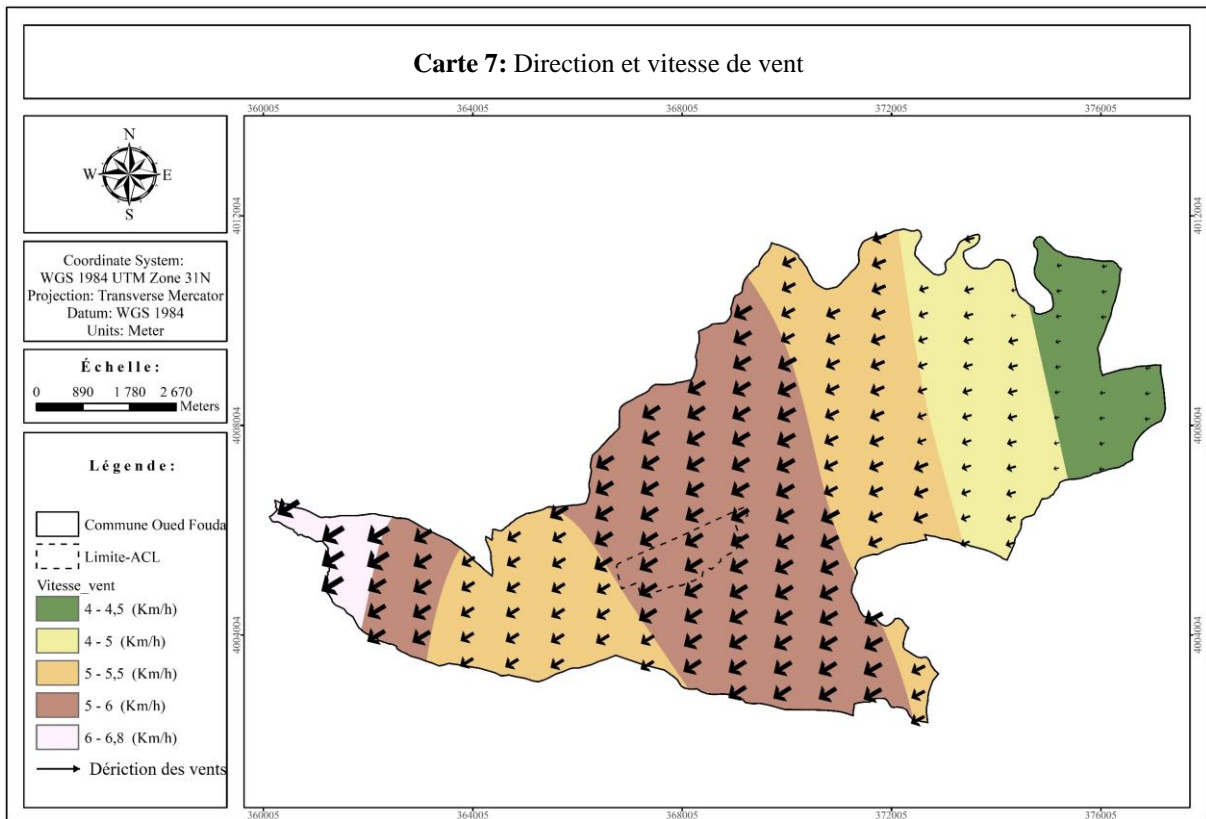 Carte 7: Direction et vitesse de vent
360005 364005 368005 372005 376005
N
W E
S
Coordinate System:
WGS 1984 UTM Zone 31N
Projection: Transverse Mercator
Datum: WGS 1984
Units: Meter
Échelle:
0 890 1 780 2 670
Meters
Légende:
Commune Oued Fouda
Limite-ACL
Vitesse_vent
4 - 4,5 (Km/h)
4 - 5 (Km/h)
5 - 5,5 (Km/h)
5 - 6 (Km/h)
6 - 6,8 (Km/h)
Dériction des vents
4012004
4008004
4004004
4012004
4008004
4004004
360005 364005 368005 372005 376005